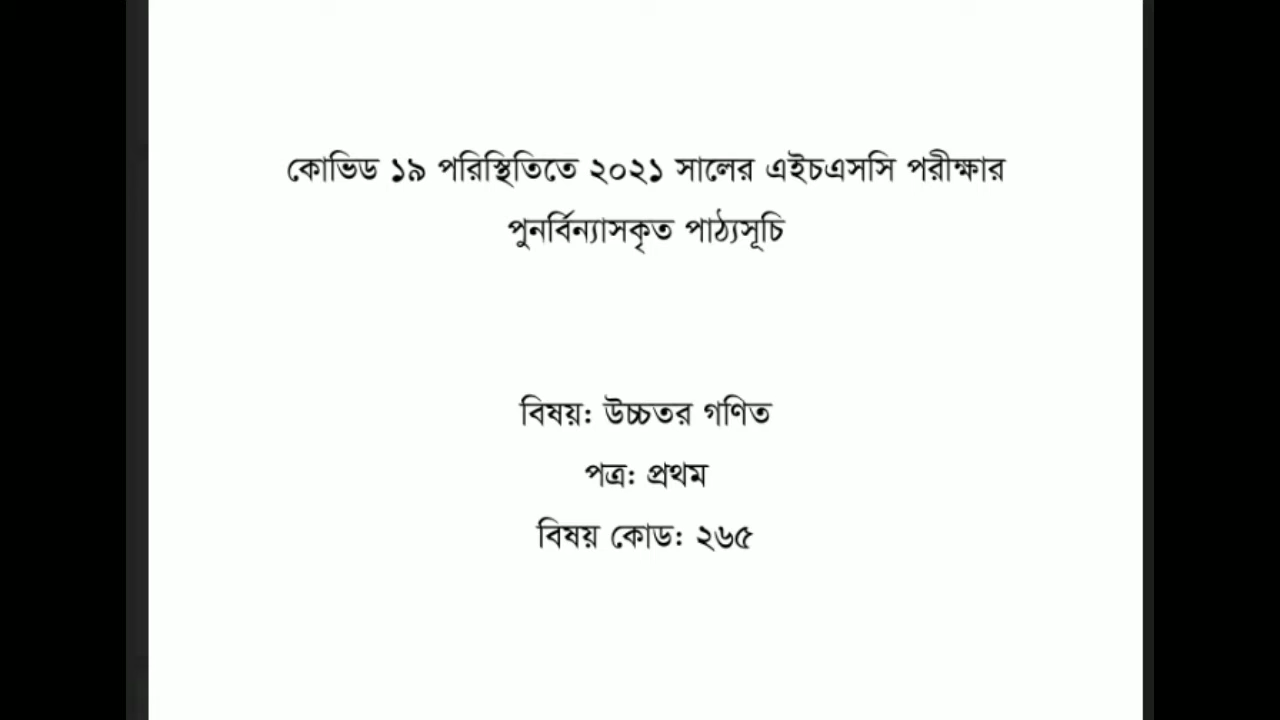 কোভিড ১৯ পরিস্থিতিতে ২০২১ সালের এইচএসসি পরীক্ষার
পুনর্বিন্যাসকৃত পাঠ্যসূচি
বিষয়: উচ্চতর গণিত
পত্র: প্রথম
বিষয় কোড: ২৬৫